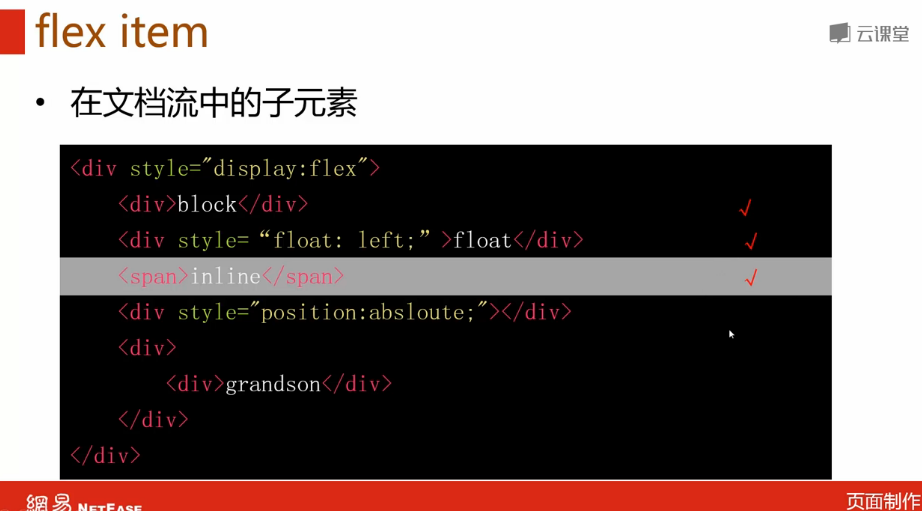 flex item
云课堂
• 在文档流中的子元素
<div style="display:flex">
<div>block</div>
√
<div style=“float: left;”>float</div>
√
<span>inline</span>
√
<div style="position:absloute;"></div>
<div>
<div>grandson</div>
</div>
</div>
網易 NETEASE
页面制作